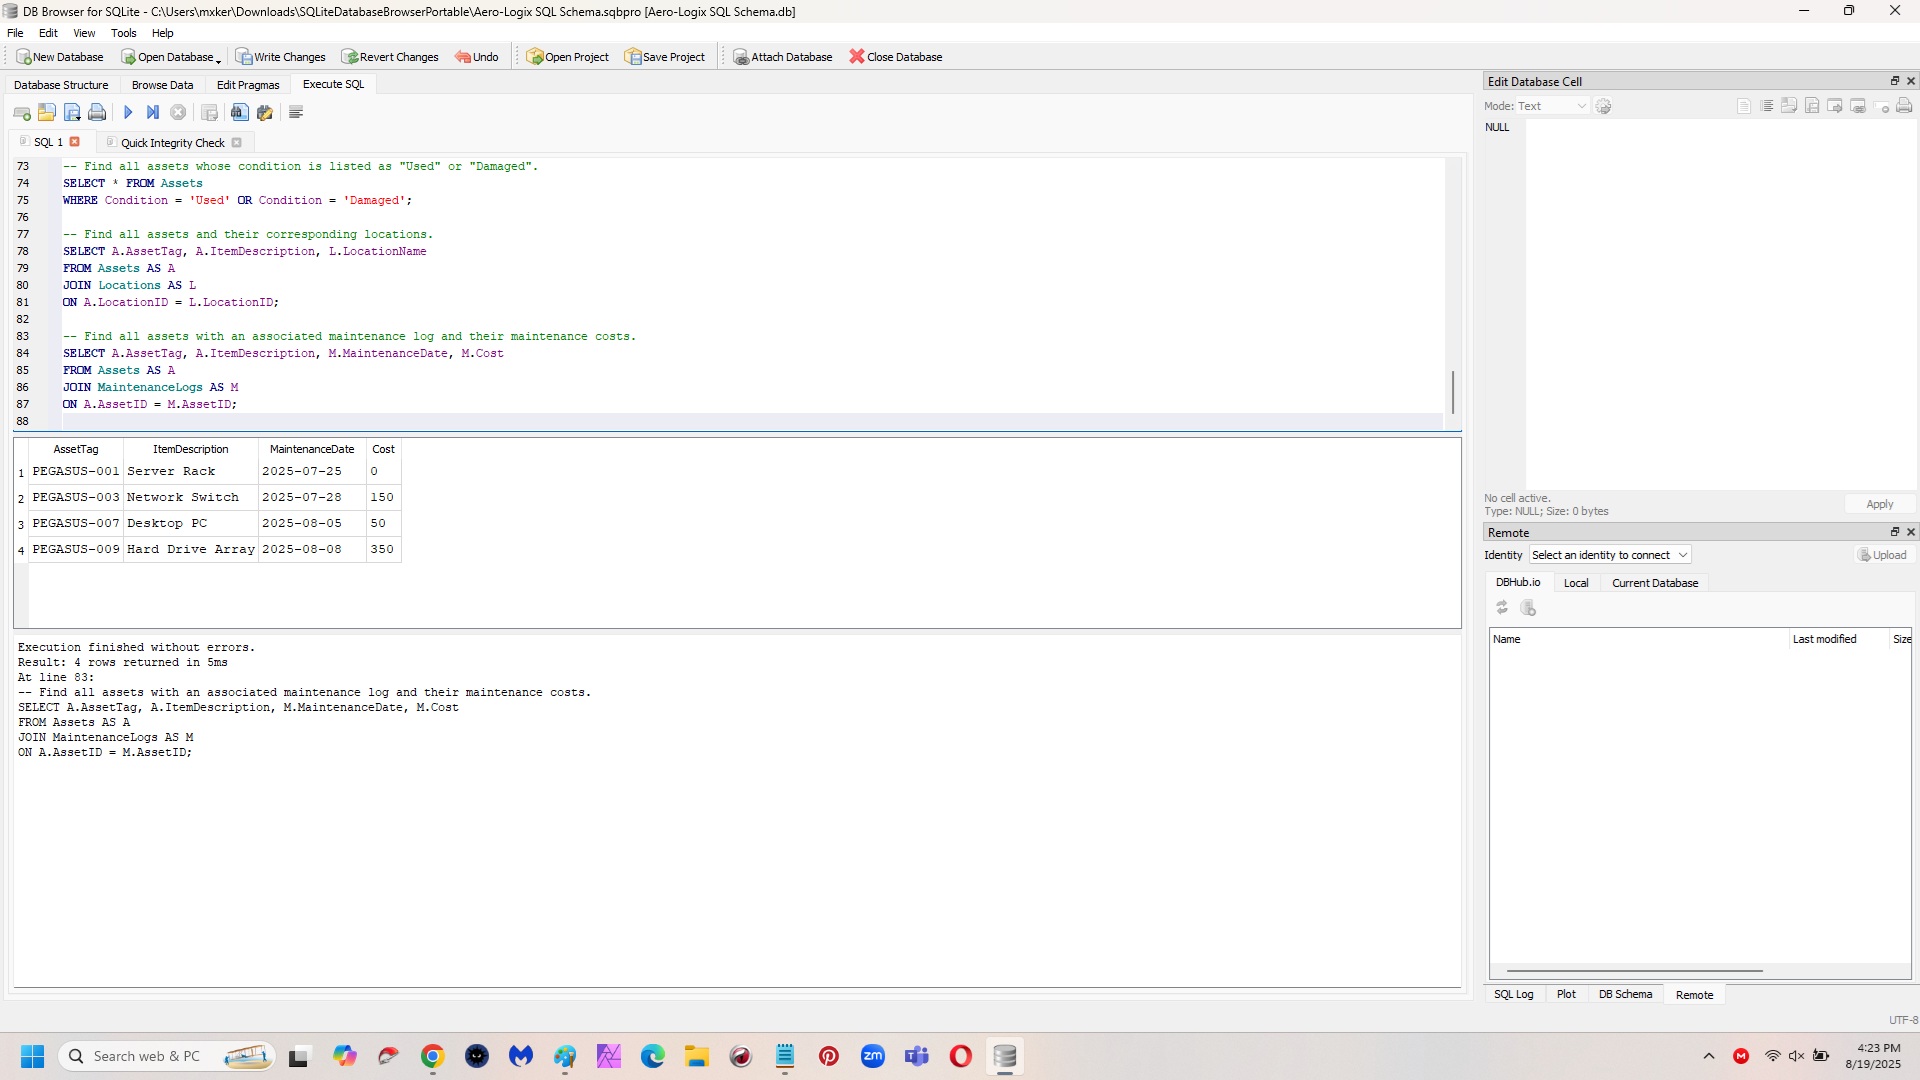 DB Browser for SQLite - C:\Users\mxker\Downloads\SQLiteDatabaseBrowserPortable\Aero-Logix SQL Schema.sqbpro [Aero-Logix SQL Schema.db]
File Edit View Tools Help
New Database Open Database Write Changes Revert Changes Undo Open Project Save Project Attach Database Close Database
Database Structure Browse Data Edit Pragmas Execute SQL
SQL 1 Quick Integrity Check
73 -- Find all assets whose condition is listed as "Used" or "Damaged".
74 SELECT * FROM Assets
75 WHERE Condition = 'Used' OR Condition = 'Damaged';
76
77 -- Find all assets and their corresponding locations.
78 SELECT A.AssetTag, A.ItemDescription, L.LocationName
79 FROM Assets AS A
80 JOIN Locations AS L
81 ON A.LocationID = L.LocationID;
82
83 -- Find all assets with an associated maintenance log and their maintenance costs.
84 SELECT A.AssetTag, A.ItemDescription, M.MaintenanceDate, M.Cost
85 FROM Assets AS A
86 JOIN MaintenanceLogs AS M
87 ON A.AssetID = M.AssetID;
88
AssetTag ItemDescription MaintenanceDate Cost
1 PEGASUS-001 Server Rack 2025-07-25 0
2 PEGASUS-003 Network Switch 2025-07-28 150
3 PEGASUS-007 Desktop PC 2025-08-05 50
4 PEGASUS-009 Hard Drive Array 2025-08-08 350
Execution finished without errors.
Result: 4 rows returned in 5ms
At line 83:
-- Find all assets with an associated maintenance log and their maintenance costs.
SELECT A.AssetTag, A.ItemDescription, M.MaintenanceDate, M.Cost
FROM Assets AS A
JOIN MaintenanceLogs AS M
ON A.AssetID = M.AssetID;
Edit Database Cell
Mode: Text
NULL
No cell active.
Type: NULL; Size: 0 bytes
Apply
Remote
Identity Select an identity to connect Upload
DBHub.io Local Current Database
Name Last modified Size
SQL Log Plot DB Schema Remote
UTF-8
Search web & PC
zm
M
4:23 PM
8/19/2025